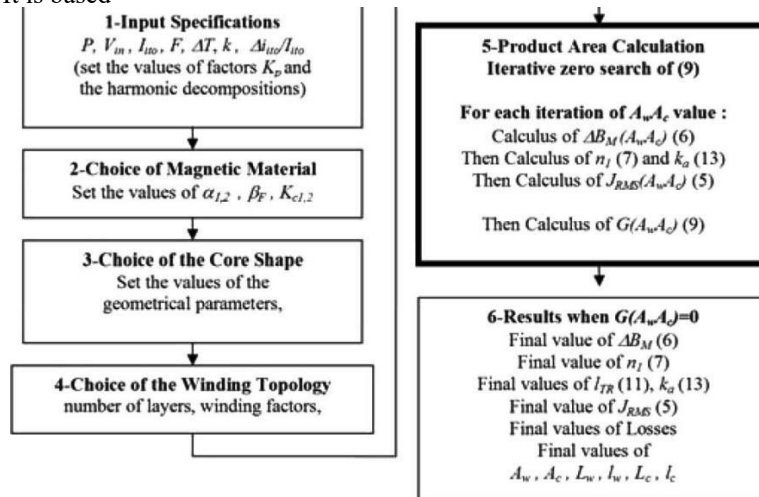 It is based
1-Input Specifications
P, V_in, I_ito, F, ΔT, k, Δi_ito/I_ito
(set the values of factors K_p and
the harmonic decompositions)
2-Choice of Magnetic Material
Set the values of α_1,2 , β_F , K_c1,2
3-Choice of the Core Shape
Set the values of the
geometrical parameters,
4-Choice of the Winding Topology
number of layers, winding factors,
5-Product Area Calculation
Iterative zero search of (9)
For each iteration of A_wA_c value :
Calculus of ΔB_M(A_wA_c) (6)
Then Calculus of n_1 (7) and k_a (13)
Then Calculus of J_RMS(A_wA_c) (5)
Then Calculus of G(A_wA_c) (9)
6-Results when G(A_wA_c)=0
Final value of ΔB_M (6)
Final value of n_1 (7)
Final values of l_TR (11), k_a (13)
Final value of J_RMS (5)
Final values of Losses
Final values of
A_w , A_c , L_w , l_w , L_c , l_c